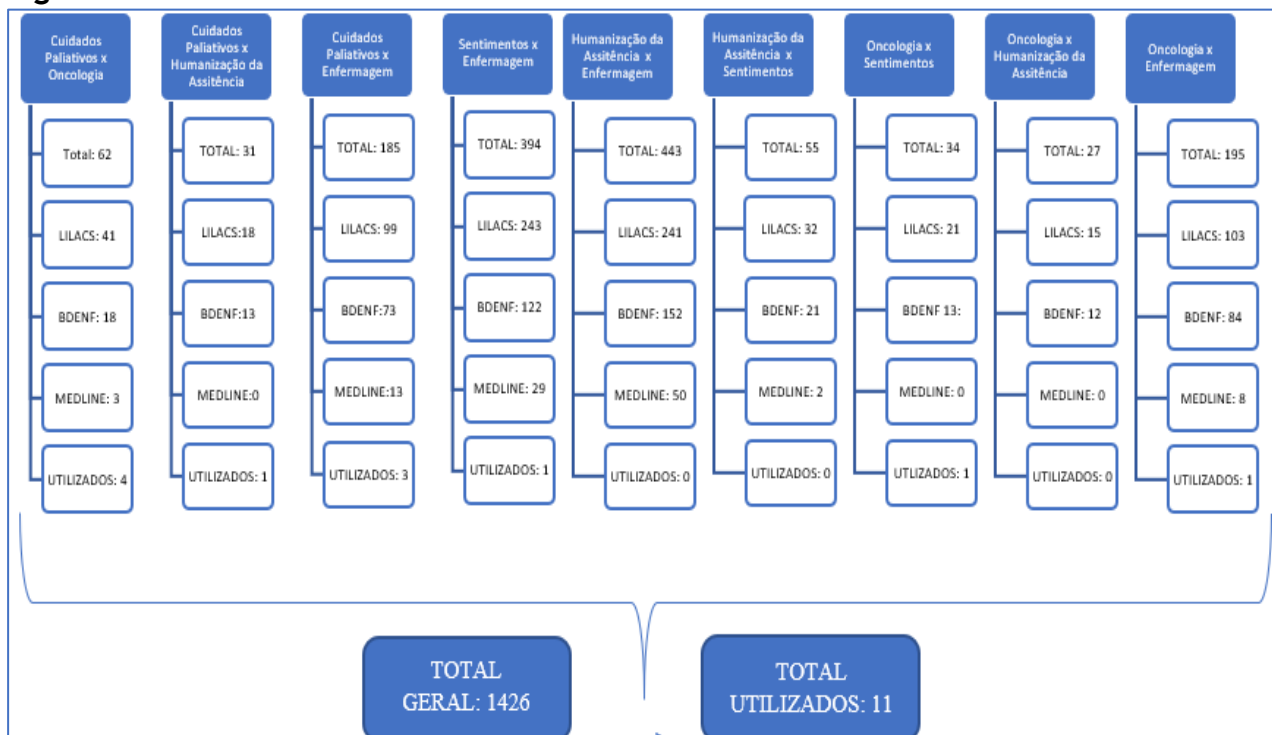 Cuidados
Paliativos x
Oncologia
Total: 62
LILACS: 41
BDENF: 18
MEDLINE: 3
UTILIZADOS: 4
Cuidados
Paliativos x
Humanização da
Assitência
TOTAL: 31
LILACS:18
BDENF:13
MEDLINE:0
UTILIZADOS: 1
Cuidados
Paliativos x
Enfermagem
TOTAL: 185
LILACS: 99
BDENF:73
MEDLINE:13
UTILIZADOS: 3
Sentimentos x
Enfermagem
TOTAL: 394
LILACS: 243
BDENF: 122
MEDLINE: 29
UTILIZADOS: 1
Humanização da
Assitência x
Enfermagem
TOTAL: 443
LILACS: 241
BDENF: 152
MEDLINE: 50
UTILIZADOS: 0
Humanização da
Assitência x
Sentimentos
TOTAL: 55
LILACS: 32
BDENF: 21
MEDLINE: 2
UTILIZADOS: 0
Oncologia x
Sentimentos
TOTAL: 34
LILACS: 21
BDENF 13:
MEDLINE: 0
UTILIZADOS: 1
Oncologia x
Humanização da
Assitência
TOTAL: 27
LILACS: 15
BDENF: 12
MEDLINE: 0
UTILIZADOS: 0
Oncologia x
Enfermagem
TOTAL: 195
LILACS: 103
BDENF: 84
MEDLINE: 8
UTILIZADOS: 1
TOTAL
GERAL: 1426
TOTAL
UTILIZADOS: 11